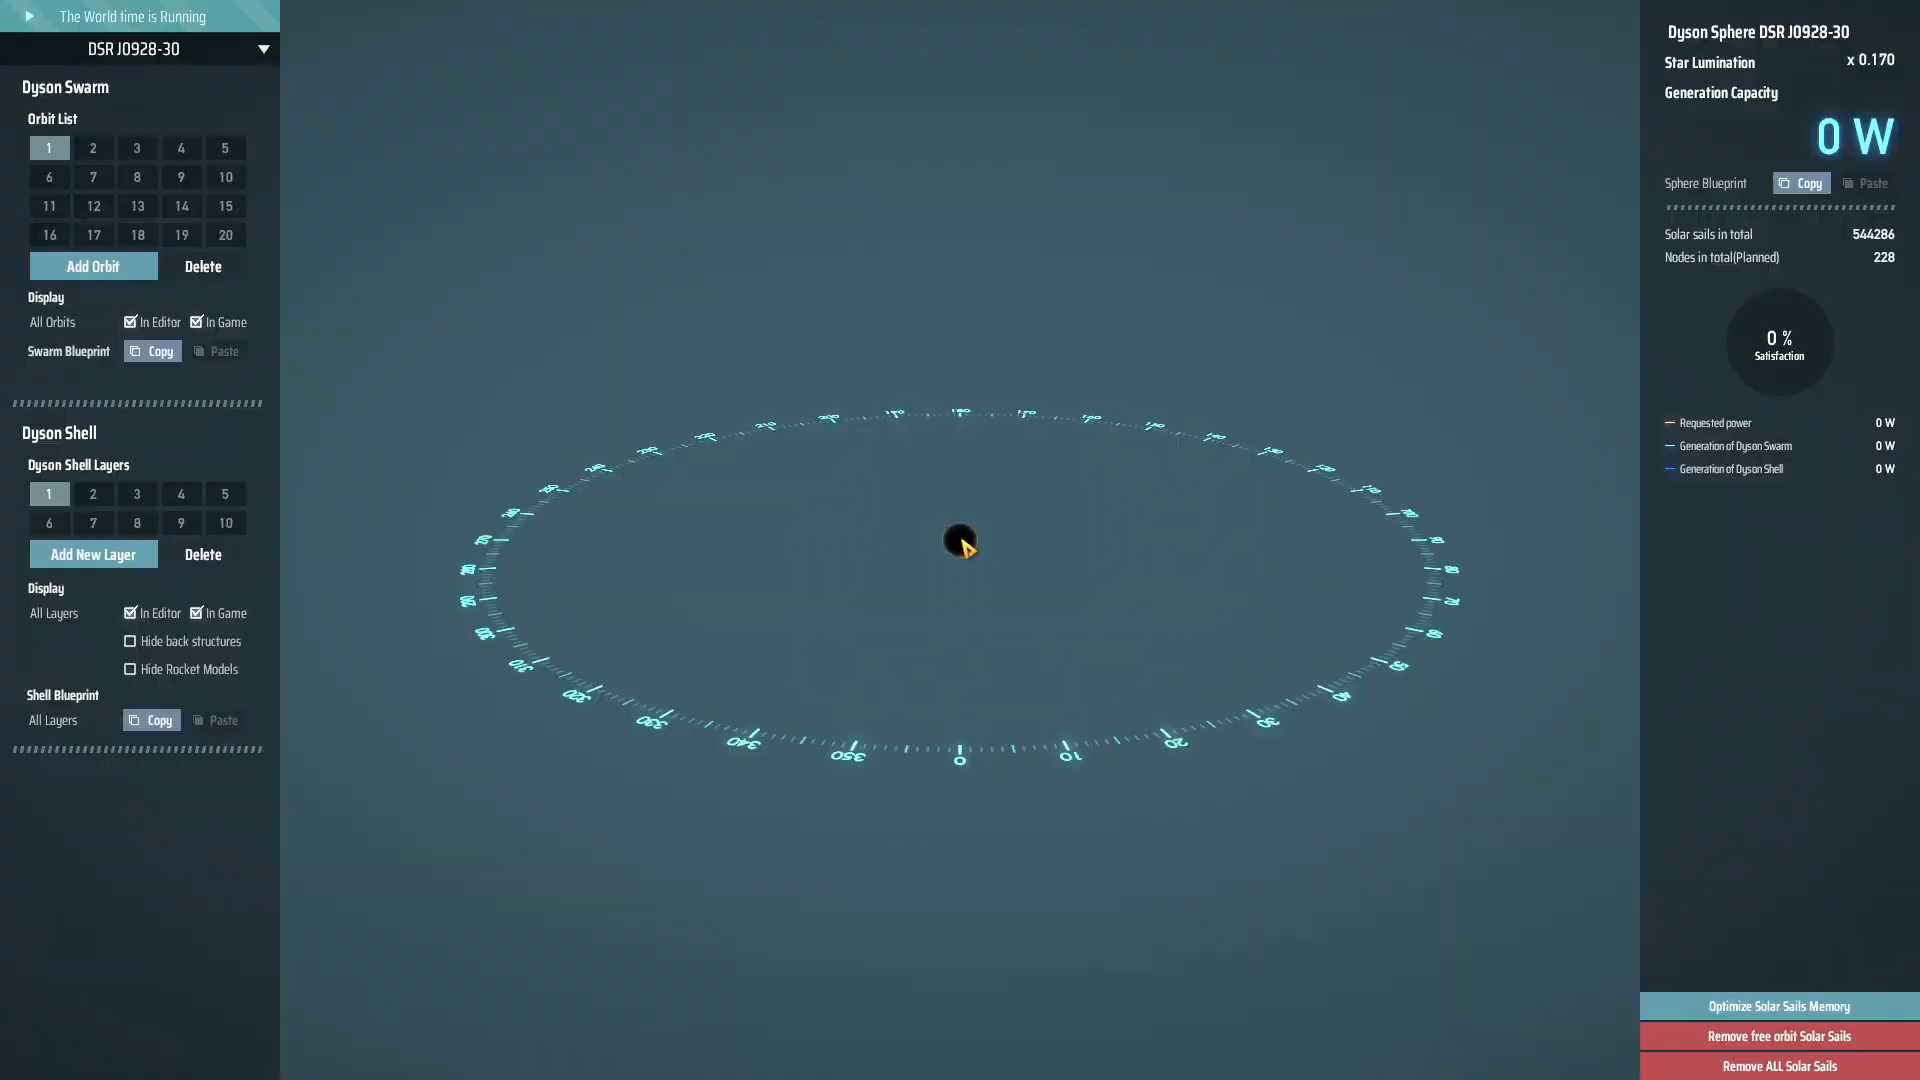 The World time is Running
DSR J0928-30
Dyson Swarm
Orbit List
1 2 3 4 5
6 7 8 9 10
11 12 13 14 15
16 17 18 19 20
Add Orbit Delete
Display
All Orbits In Editor In Game
Swarm Blueprint Copy Paste
Dyson Shell
Dyson Shell Layers
1 2 3 4 5
6 7 8 9 10
Add New Layer Delete
Display
All Layers In Editor In Game
Hide back structures
Hide Rocket Models
Shell Blueprint
All Layers Copy Paste
310 320 330 340 350 0 10 20 30 40 50 60
Dyson Sphere DSR J0928-30
Star Lumination x 0.170
Generation Capacity
0 W
Sphere Blueprint Copy Paste
Solar sails in total 544286
Nodes in total(Planned) 228
0 %
Satisfaction
Requested power 0 W
Generation of Dyson Swarm 0 W
Generation of Dyson Shell 0 W
Optimize Solar Sails Memory
Remove free orbit Solar Sails
Remove ALL Solar Sails